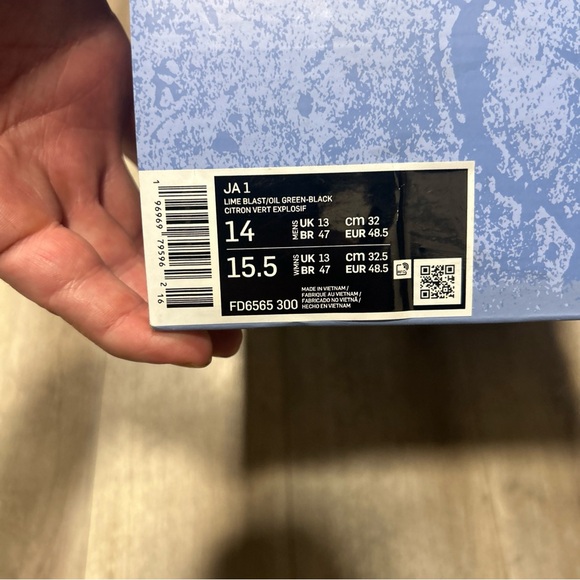 JA 1
LIME BLAST/OIL GREEN-BLACK
CITRON VERT EXPLOSIF
14 MENS UK 13 CM 32
BR 47 EUR 48.5
15.5 WMNS UK 13 CM 32.5
BR 47 EUR 48.5
FD6565 300
MADE IN VIETNAM /
FABRIQUE AU VIETNAM /
FABRICADO NO VIETNÃ /
HECHO EN VIETNAM
1 96969 79596 2 16